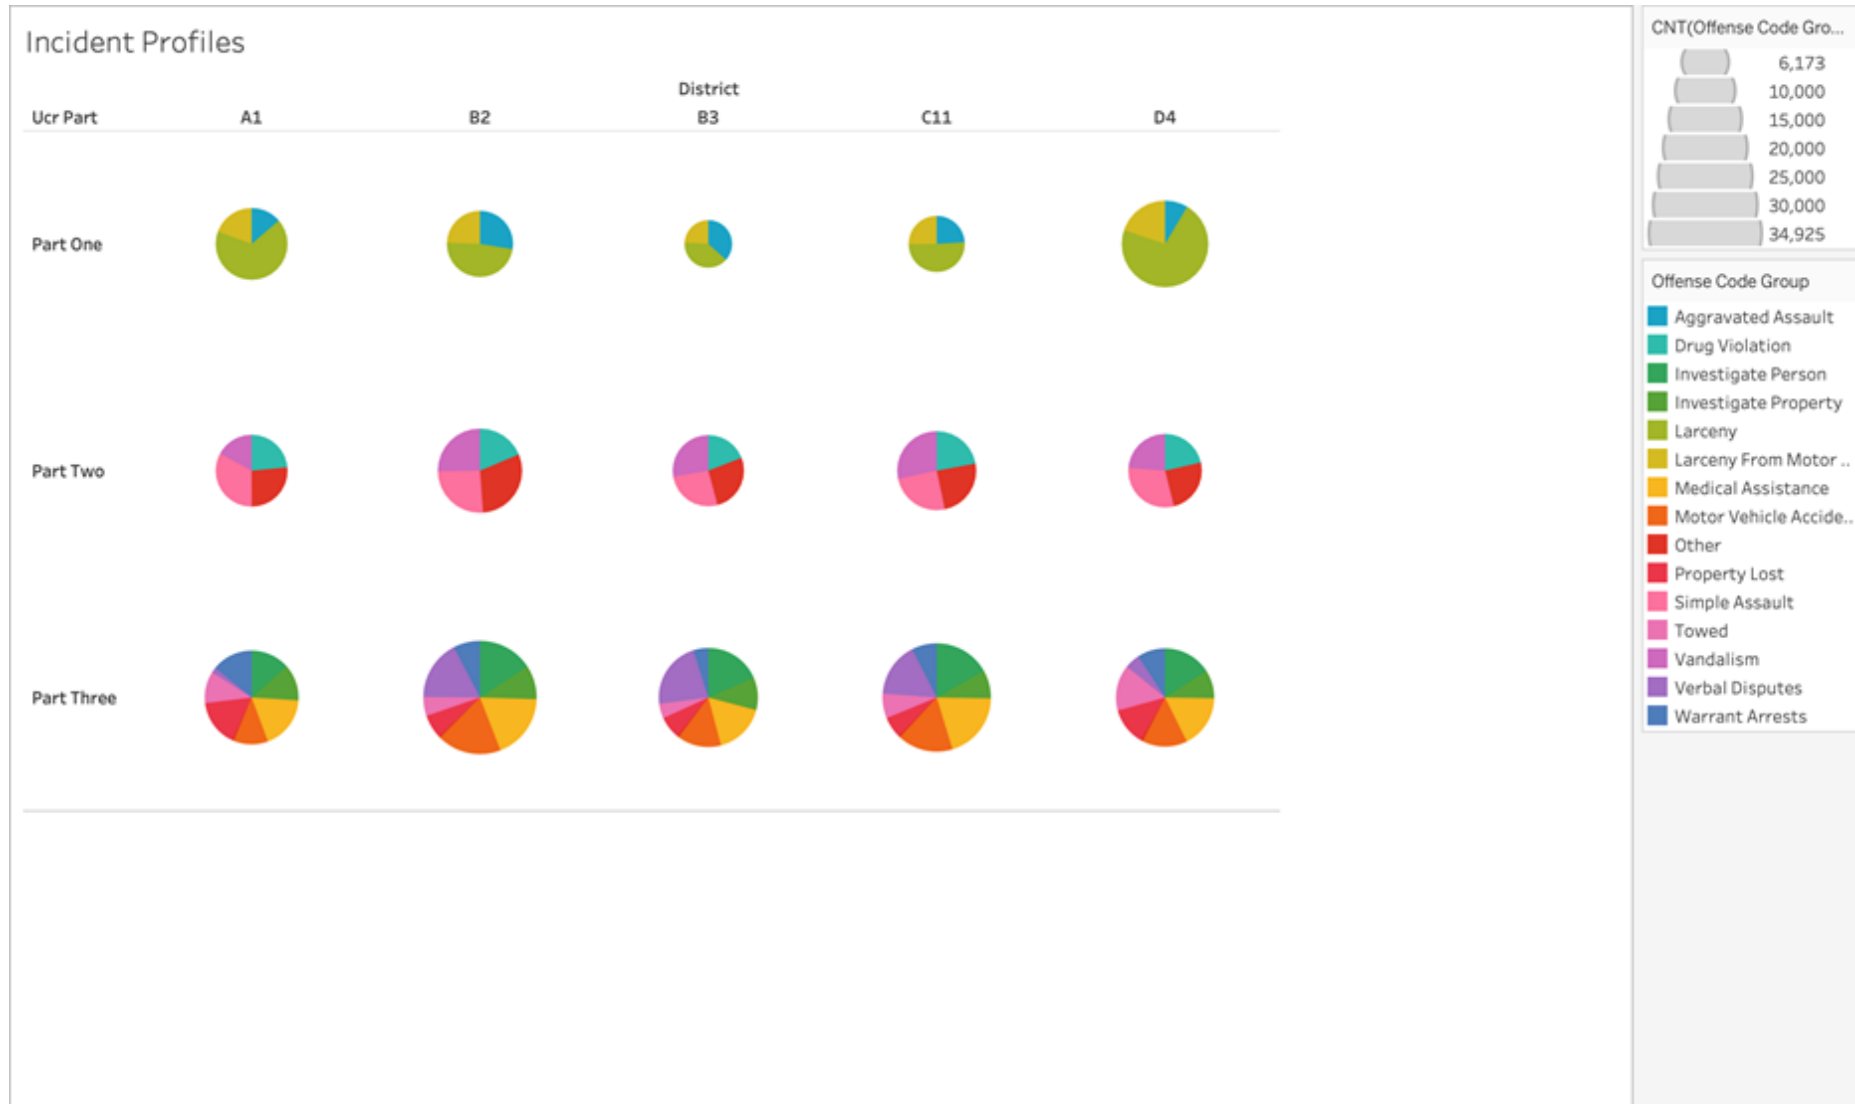 Incident Profiles
District
Ucr Part A1 B2 B3 C11 D4
Part One
Part Two
Part Three
CNT(Offense Code Gro...
6,173
10,000
15,000
20,000
25,000
30,000
34,925
Offense Code Group
Aggravated Assault
Drug Violation
Investigate Person
Investigate Property
Larceny
Larceny From Motor ..
Medical Assistance
Motor Vehicle Accide..
Other
Property Lost
Simple Assault
Towed
Vandalism
Verbal Disputes
Warrant Arrests